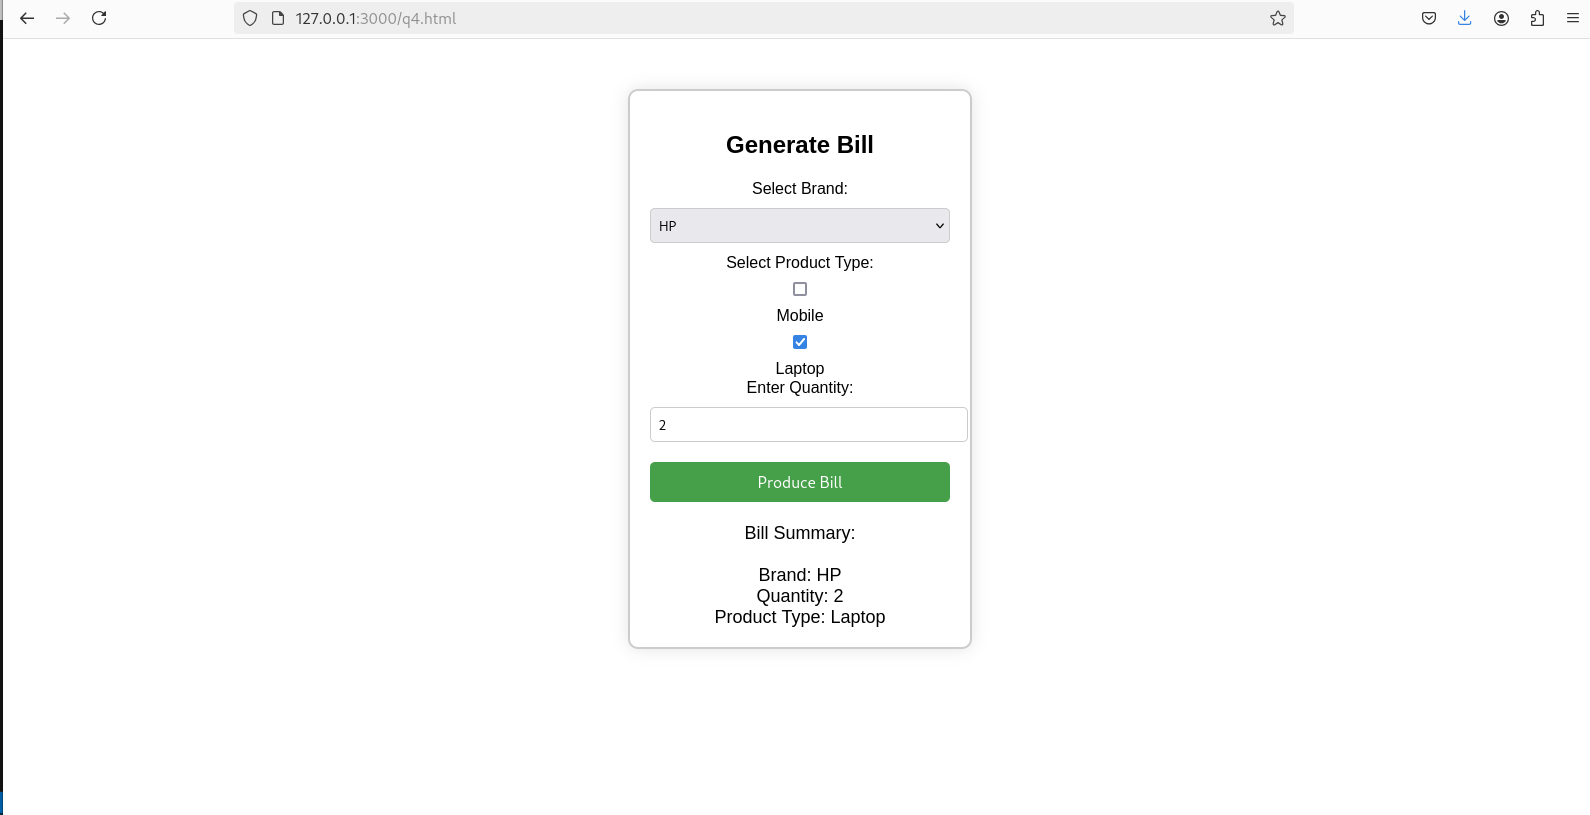 127.0.0.1:3000/q4.html
Generate Bill
Select Brand:
HP
Select Product Type:
Mobile
Laptop
Enter Quantity:
2
Produce Bill
Bill Summary:
Brand: HP
Quantity: 2
Product Type: Laptop